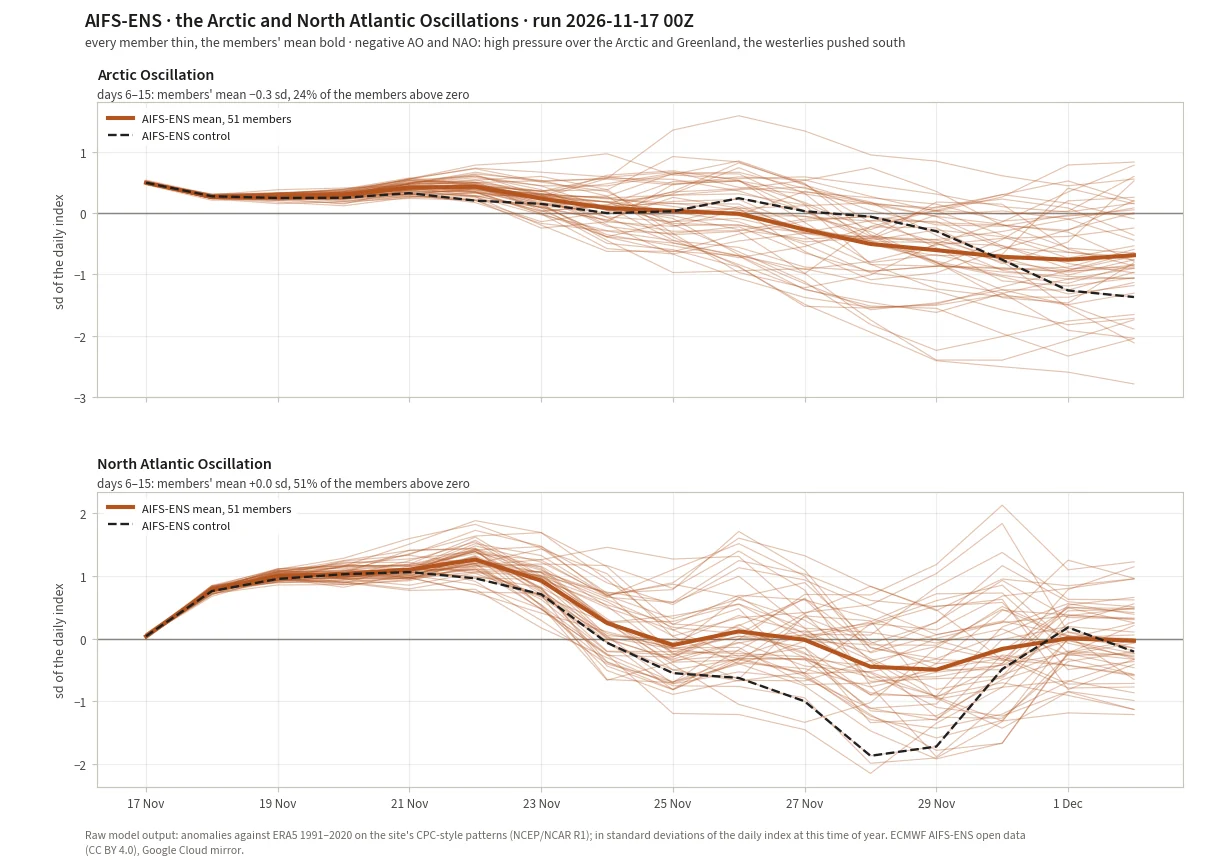 AIFS-ENS · the Arctic and North Atlantic Oscillations · run 2026-11-17 00Z
every member thin, the members' mean bold · negative AO and NAO: high pressure over the Arctic and Greenland, the westerlies pushed south
Arctic Oscillation
days 6–15: members' mean −0.3 sd, 24% of the members above zero
AIFS-ENS mean, 51 members
AIFS-ENS control
1
0
−1
−2
−3
sd of the daily index
North Atlantic Oscillation
days 6–15: members' mean +0.0 sd, 51% of the members above zero
AIFS-ENS mean, 51 members
AIFS-ENS control
2
1
0
−1
−2
sd of the daily index
17 Nov 19 Nov 21 Nov 23 Nov 25 Nov 27 Nov 29 Nov 1 Dec
Raw model output: anomalies against ERA5 1991–2020 on the site's CPC-style patterns (NCEP/NCAR R1); in standard deviations of the daily index at this time of year. ECMWF AIFS-ENS open data
(CC BY 4.0), Google Cloud mirror.